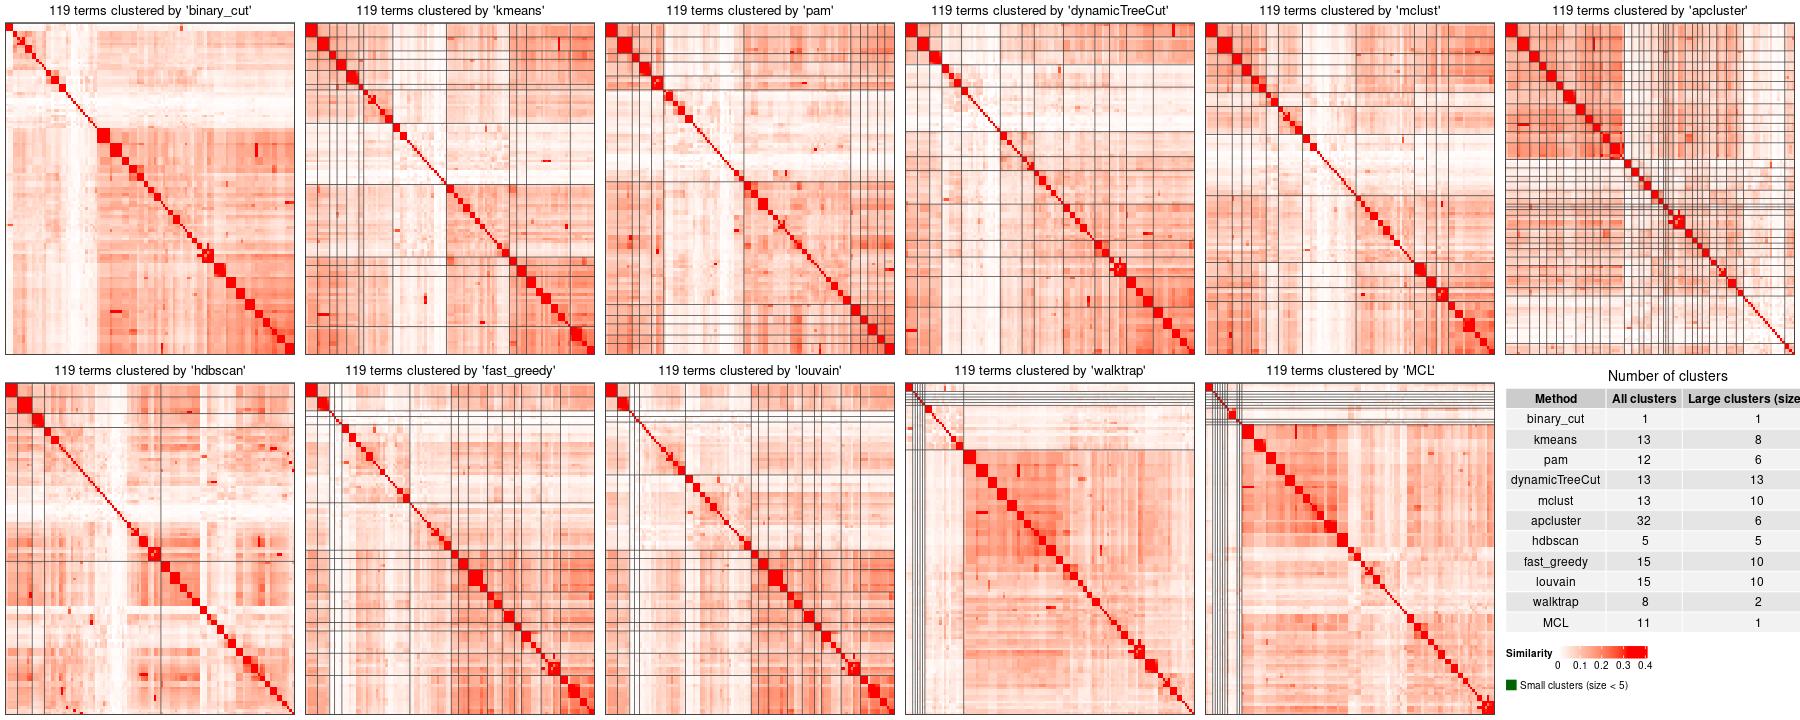 119 terms clustered by 'binary_cut'
119 terms clustered by 'kmeans'
119 terms clustered by 'pam'
119 terms clustered by 'dynamicTreeCut'
119 terms clustered by 'mclust'
119 terms clustered by 'apcluster'
119 terms clustered by 'hdbscan'
119 terms clustered by 'fast_greedy'
119 terms clustered by 'louvain'
119 terms clustered by 'walktrap'
119 terms clustered by 'MCL'
Number of clusters
Method All clusters Large clusters (size
binary_cut 1 1
kmeans 13 8
pam 12 6
dynamicTreeCut 13 13
mclust 13 10
apcluster 32 6
hdbscan 5 5
fast_greedy 15 10
louvain 15 10
walktrap 8 2
MCL 11 1
Similarity
0 0.1 0.2 0.3 0.4
Small clusters (size < 5)